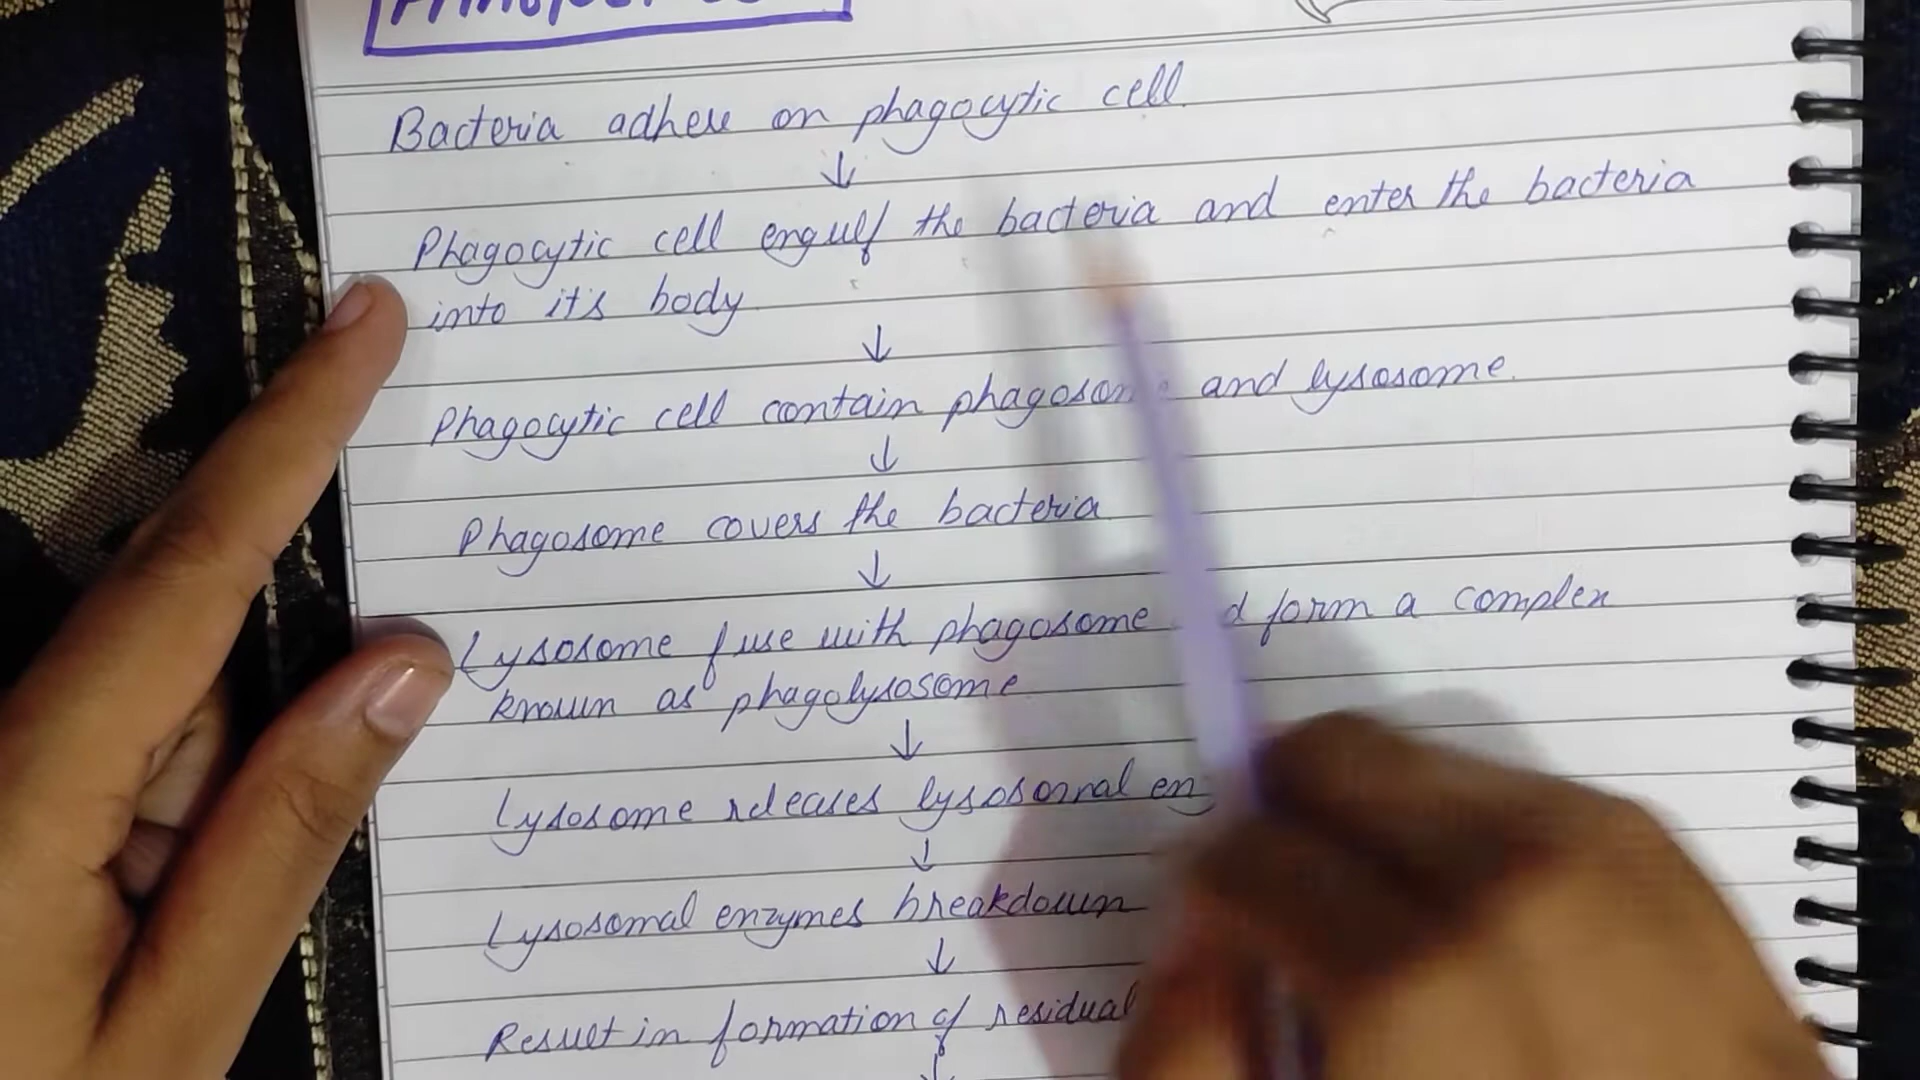 Bacteria adhere on phagocytic cell.
↓
Phagocytic cell engulf the bacteria and enter the bacteria
into it's body
↓
Phagocytic cell contain and lysosome.
↓
Phagosome covers the bacteria
↓
Lysosome fuse with phagosome form a complex
known as phagolysosome
↓
Lysosome releases lysosomal
↓
Lysosomal enzymes breakdown
↓
Result in formation of residual
↓